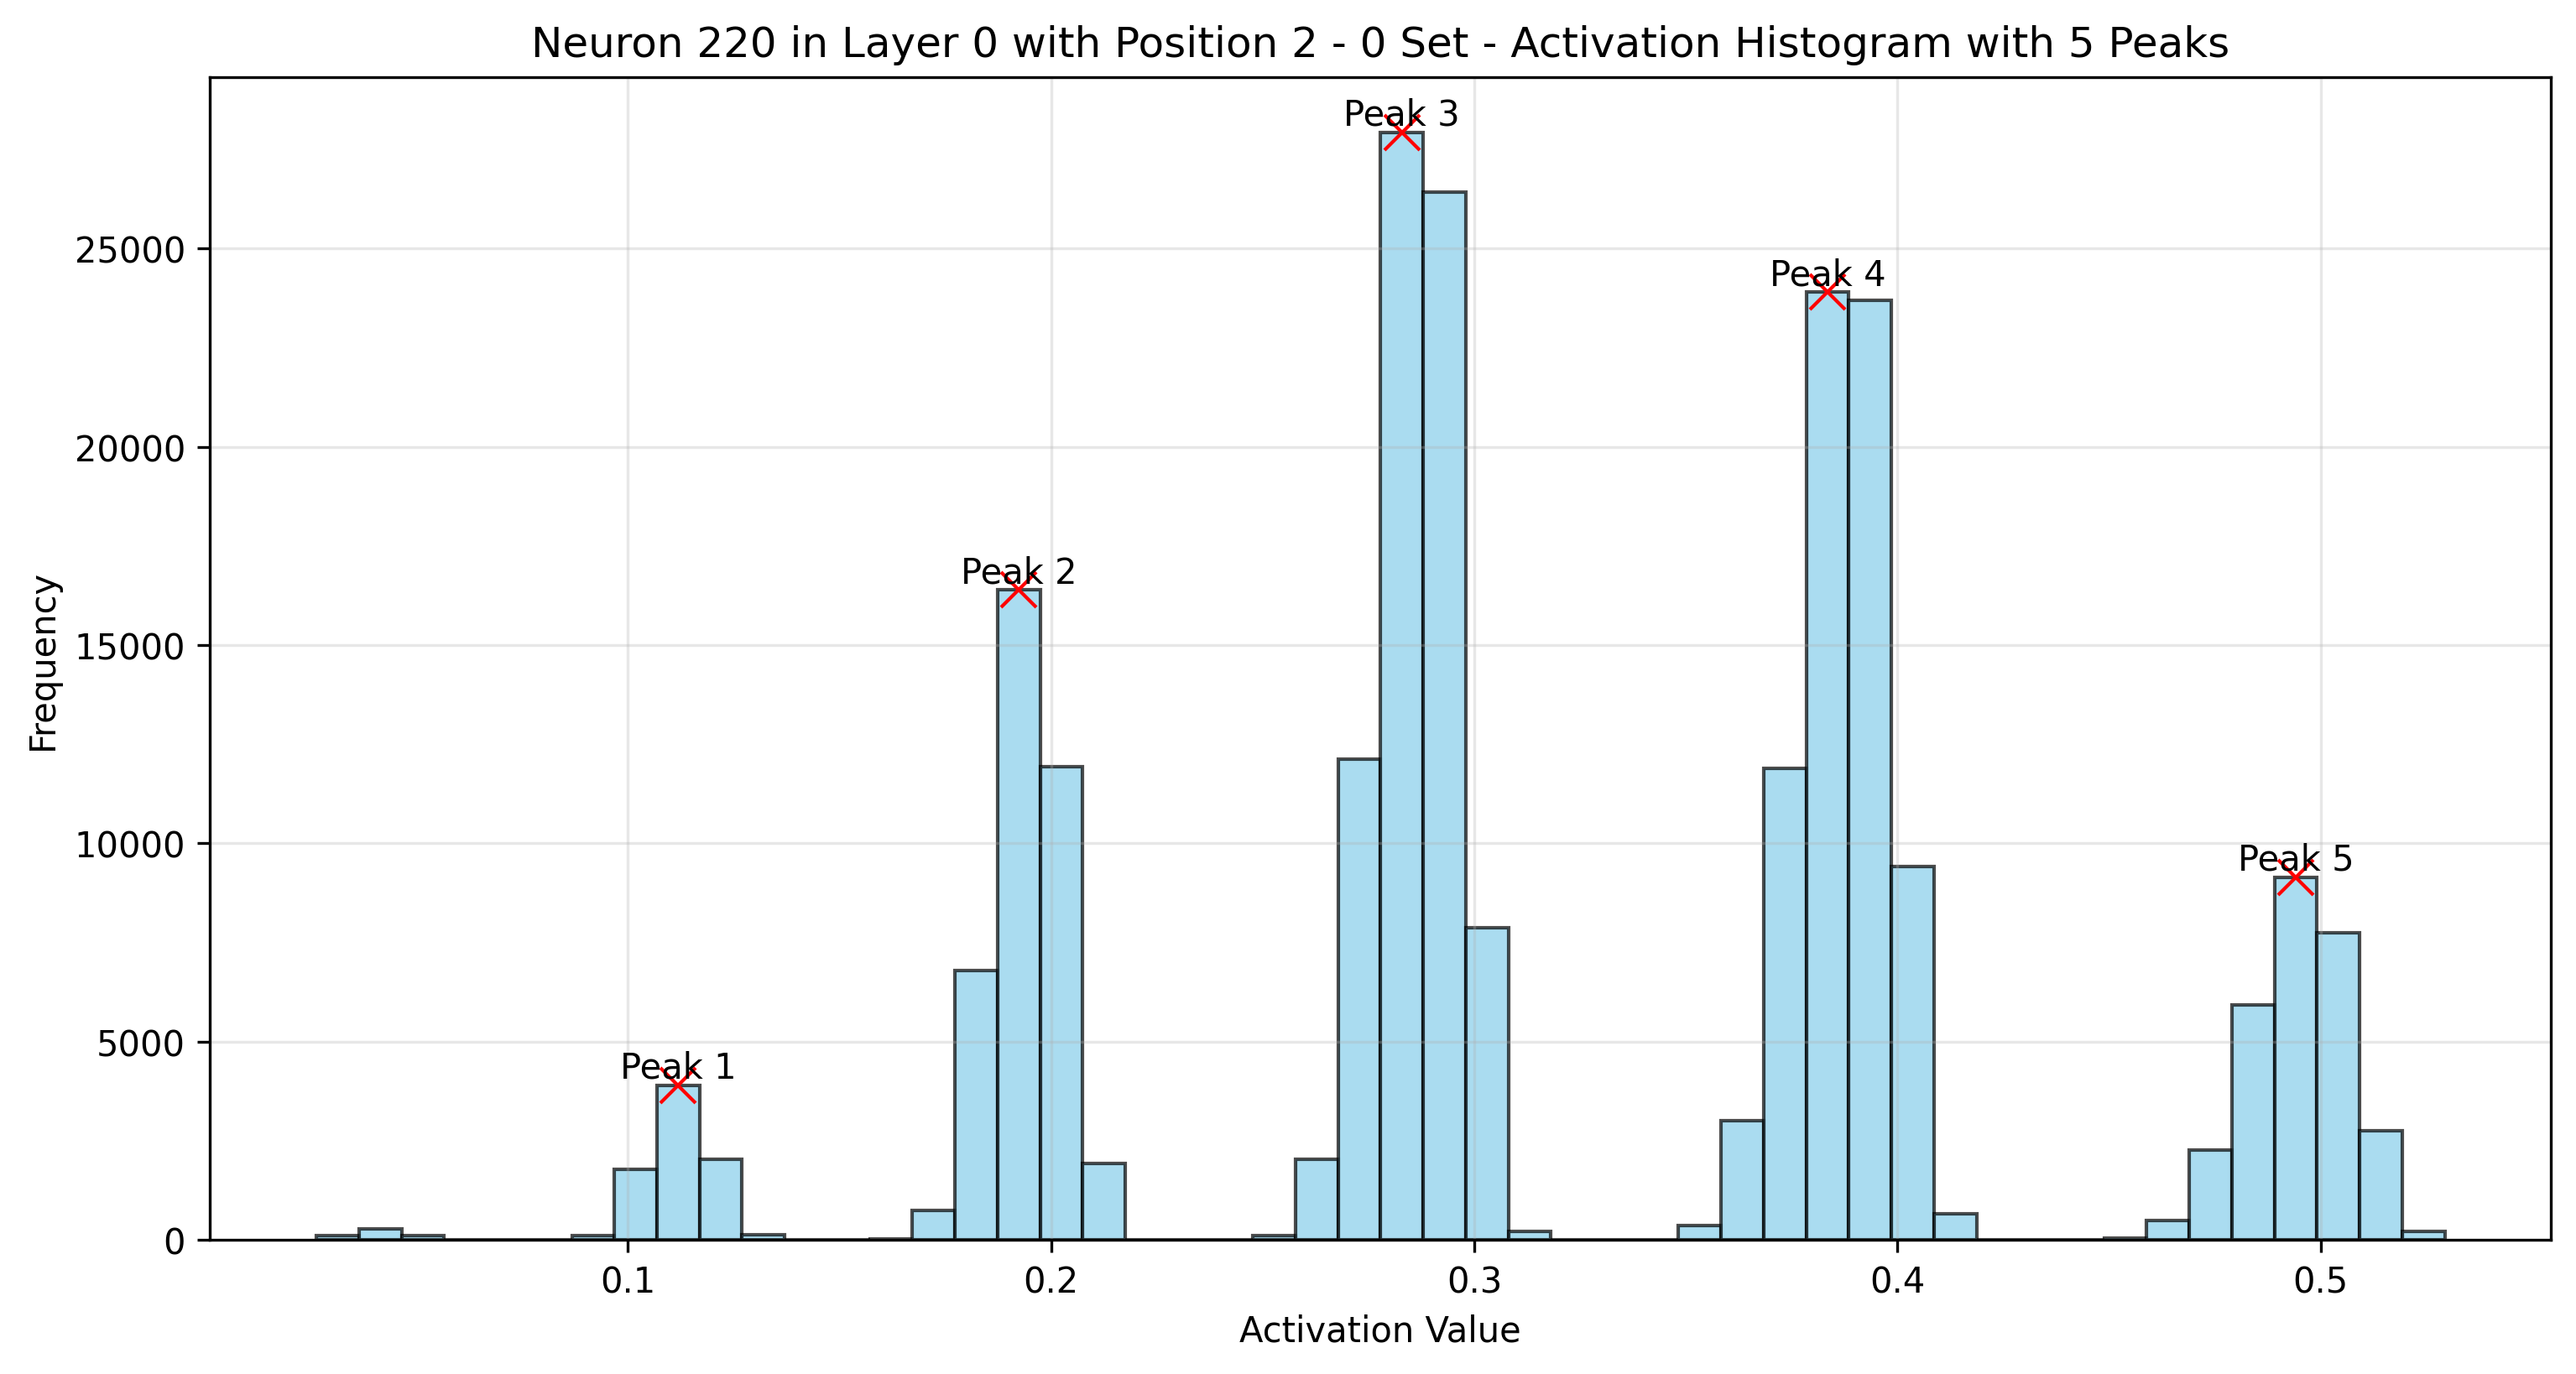 Neuron 220 in Layer 0 with Position 2 - 0 Set - Activation Histogram with 5 Peaks
Peak 3
Peak 4
Peak 2
Peak 5
Peak 1
Frequency
25000
20000
15000
10000
5000
0
0.1 0.2 0.3 0.4 0.5
Activation Value